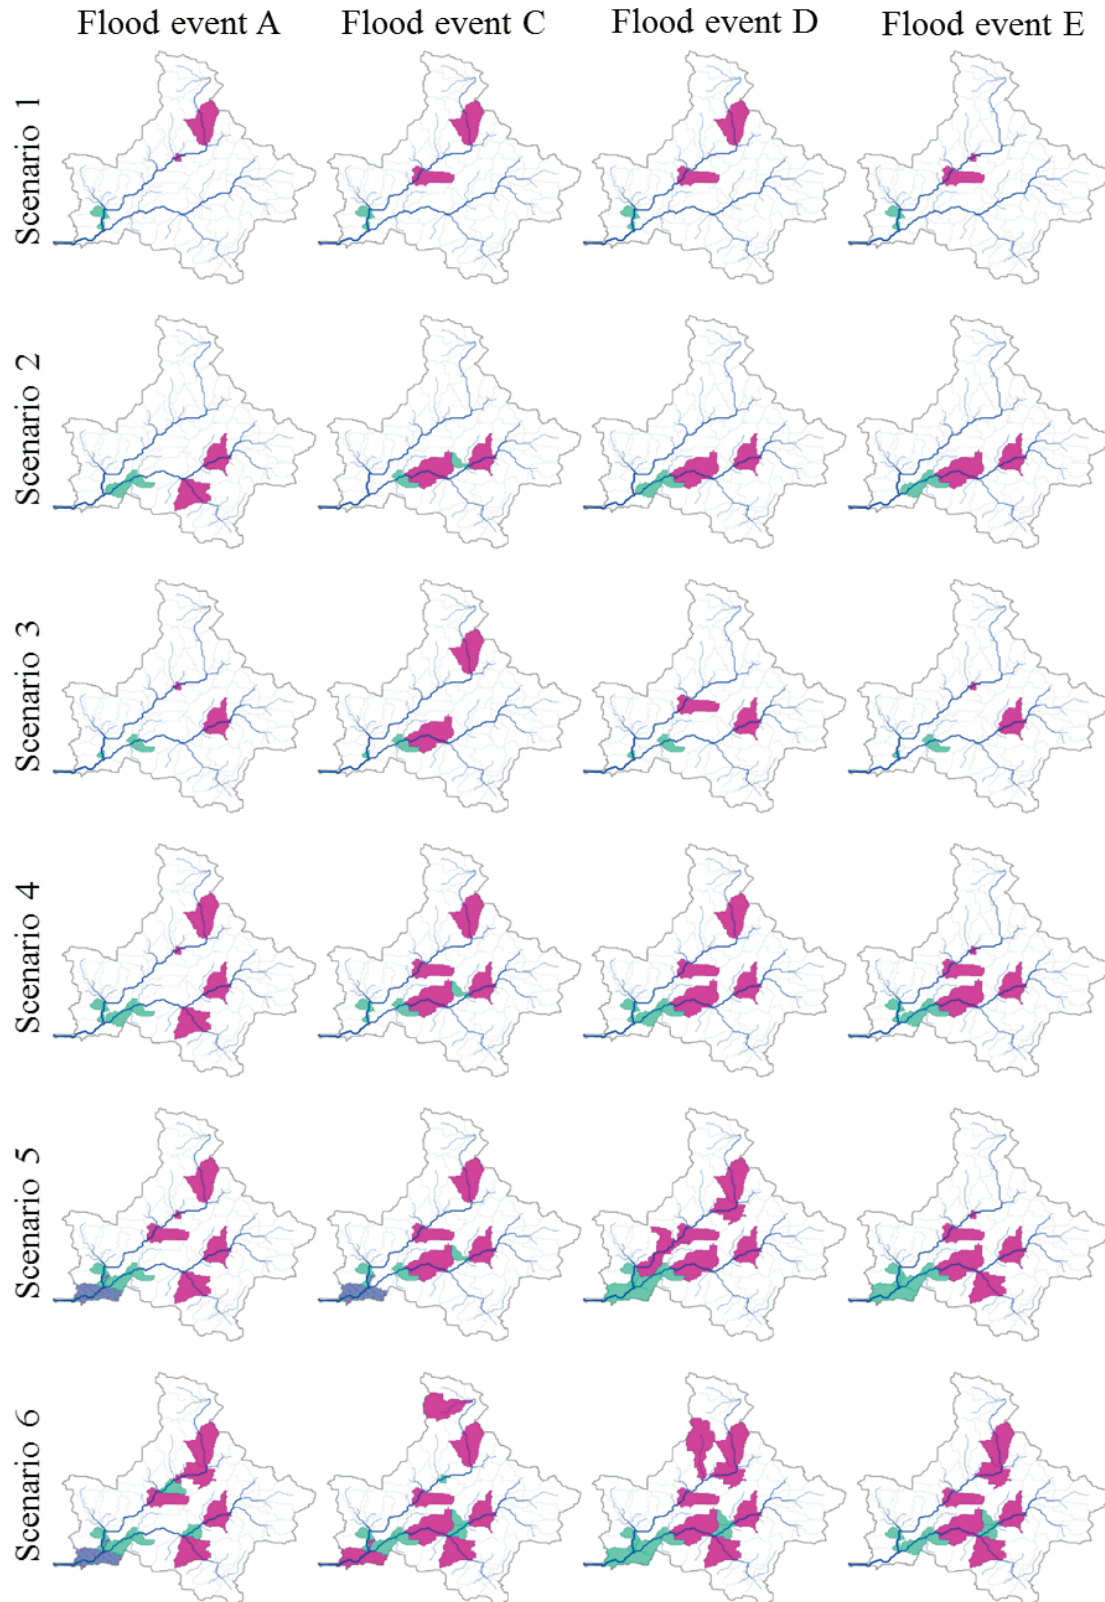 Flood event A
Flood event C
Flood event D
Flood event E
Scenario 1
Scenario 2
Scenario 3
Scenario 4
Scenario 5
Scenario 6